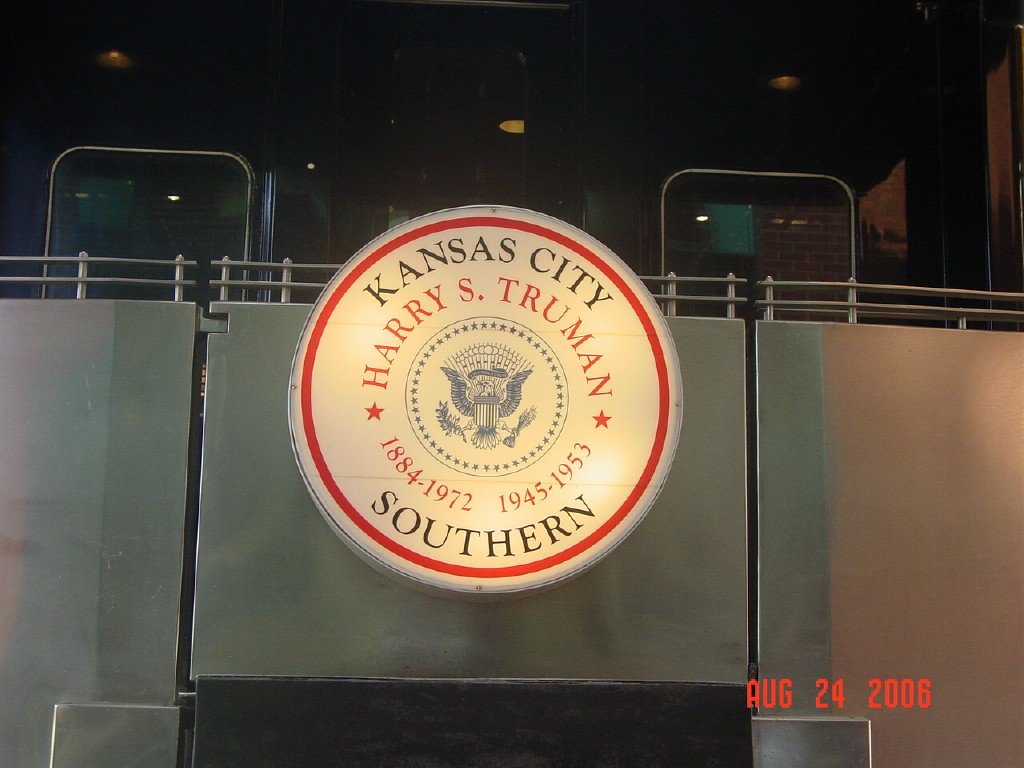 KANSAS CITY
HARRY S. TRUMAN
1884-1972 1945-1953
SOUTHERN
AUG 24 2006